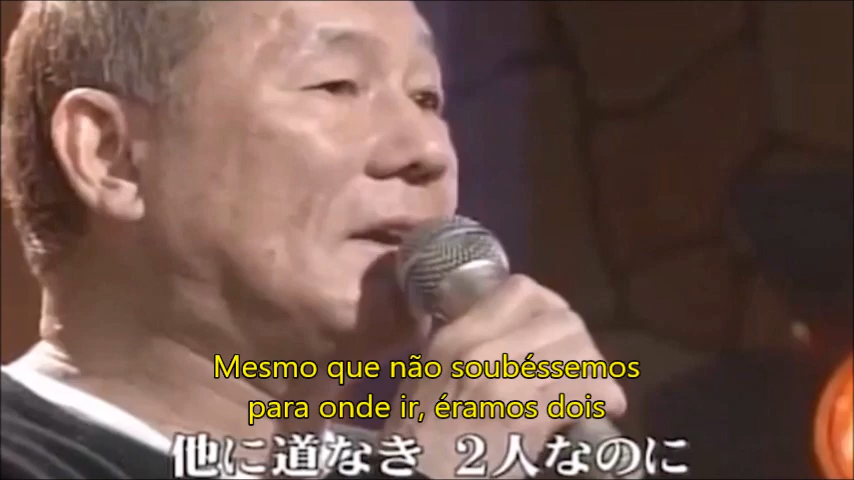 Mesmo que não soubéssemos
para onde ir, éramos dois
他に道なき 2人なのに